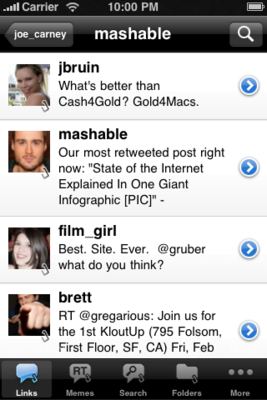 Carrier 10:00 PM
joe_carney mashable
jbruin
What's better than
Cash4Gold? Gold4Macs.
mashable
Our most retweeted post right
now: "State of the Internet
Explained In One Giant
Infographic [PIC]" -
film_girl
Best. Site. Ever. @gruber
what do you think?
brett
RT @gregarious: Join us for
the 1st KloutUp (795 Folsom,
First Floor, SF, CA) Fri, Feb
RT
Links Memes Search Folders More